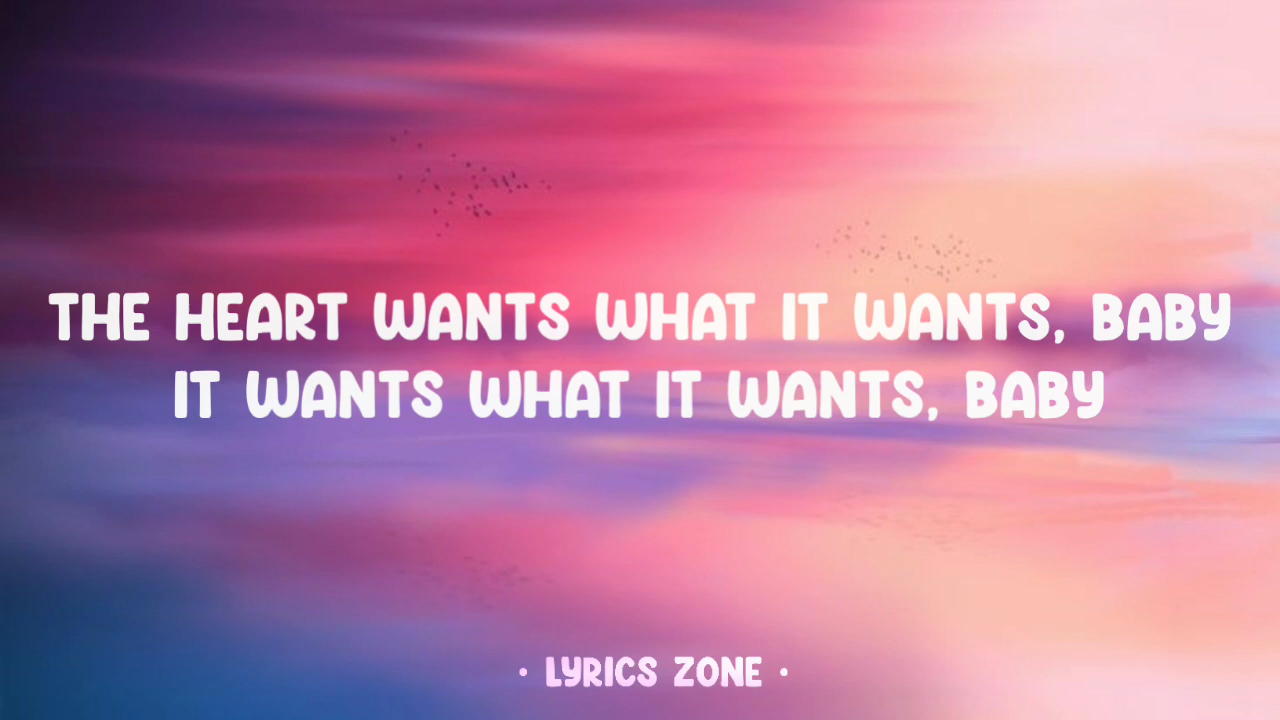 THE HEART WANTS WHAT IT WANTS, BABY
IT WANTS WHAT IT WANTS, BABY
• LYRICS ZONE •